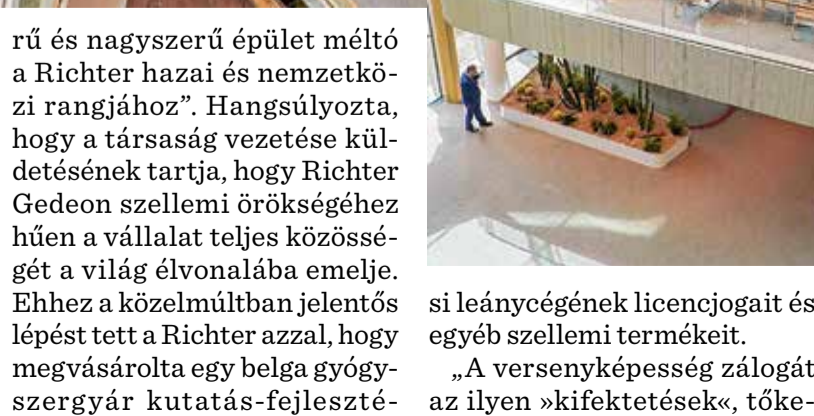 rű és nagyszerű épület méltó
a Richter hazai és nemzetkö-
zi rangjához”. Hangsúlyozta,
hogy a társaság vezetése kül-
detésének tartja, hogy Richter
Gedeon szellemi örökségéhez
hűen a vállalat teljes közössé-
gét a világ élvonalába emelje.
Ehhez a közelmúltban jelentős
lépést tett a Richter azzal, hogy
megvásárolta egy belga gyógy-
szergyár kutatás-fejleszté-
si leánycégének licencjogait és
egyéb szellemi termékeit.
„A versenyképesség zálogát
az ilyen »kifektetések«, tőke-